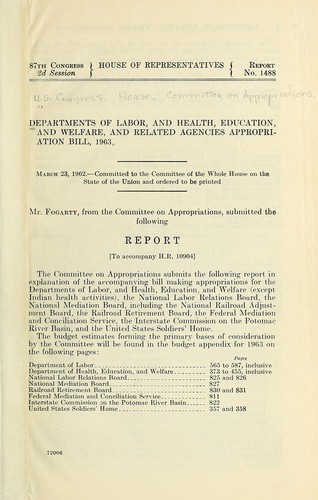 87TH CONGRESS } HOUSE OF REPRESENTATIVES { REPORT
2d Session } { No. 1488
U.S. Congress. House. Committee on Appropriations.
DEPARTMENTS OF LABOR, AND HEALTH, EDUCATION,
AND WELFARE, AND RELATED AGENCIES APPROPRI-
ATION BILL, 1963
MARCH 23, 1962.—Committed to the Committee of the Whole House on the
State of the Union and ordered to be printed
Mr. FOGARTY, from the Committee on Appropriations, submitted the
following
REPORT
[To accompany H.R. 10904]
The Committee on Appropriations submits the following report in
explanation of the accompanying bill making appropriations for the
Departments of Labor, and Health, Education, and Welfare (except
Indian health activities), the National Labor Relations Board, the
National Mediation Board, including the National Railroad Adjust-
ment Board, the Railroad Retirement Board, the Federal Mediation
and Conciliation Service, the Interstate Commission on the Potomac
River Basin, and the United States Soldiers' Home.
The budget estimates forming the primary bases of consideration
by the Committee will be found in the budget appendix for 1963 on
the following pages:
Pages
Department of Labor 565 to 587, inclusive
Department of Health, Education, and Welfare 373 to 455, inclusive
National Labor Relations Board 825 and 826
National Mediation Board 827
Railroad Retirement Board 830 and 831
Federal Mediation and Conciliation Service 811
Interstate Commission on the Potomac River Basin 822
United States Soldiers' Home 357 and 358
72006